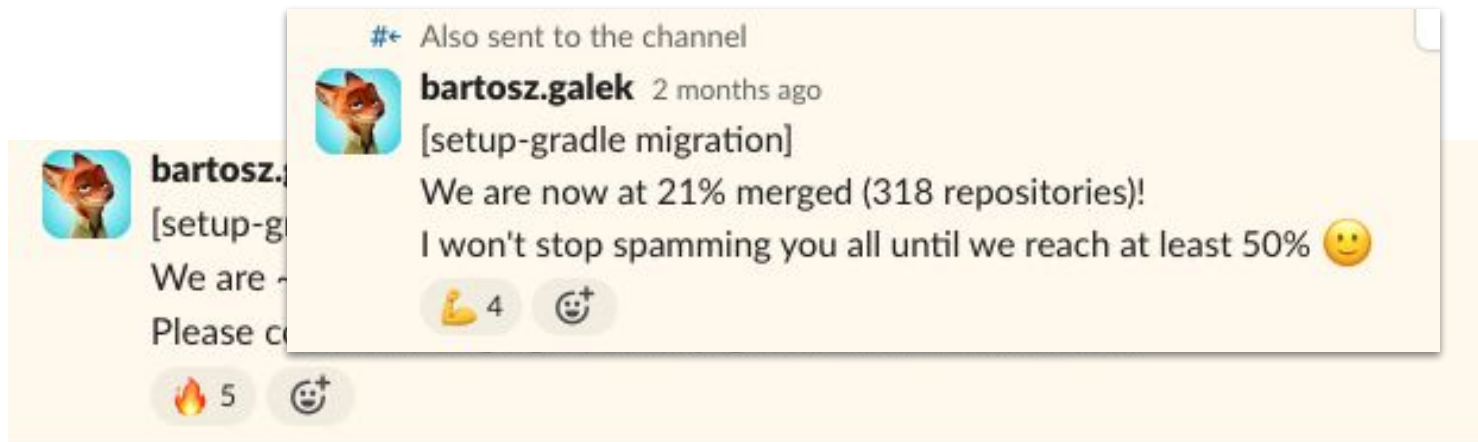 Also sent to the channel
bartosz.galek 2 months ago
[setup-gradle migration]
We are now at 21% merged (318 repositories)!
I won't stop spamming you all until we reach at least 50% 🙂
💪 4
bartosz.
[setup-g
We are ~
Please c
🔥 5